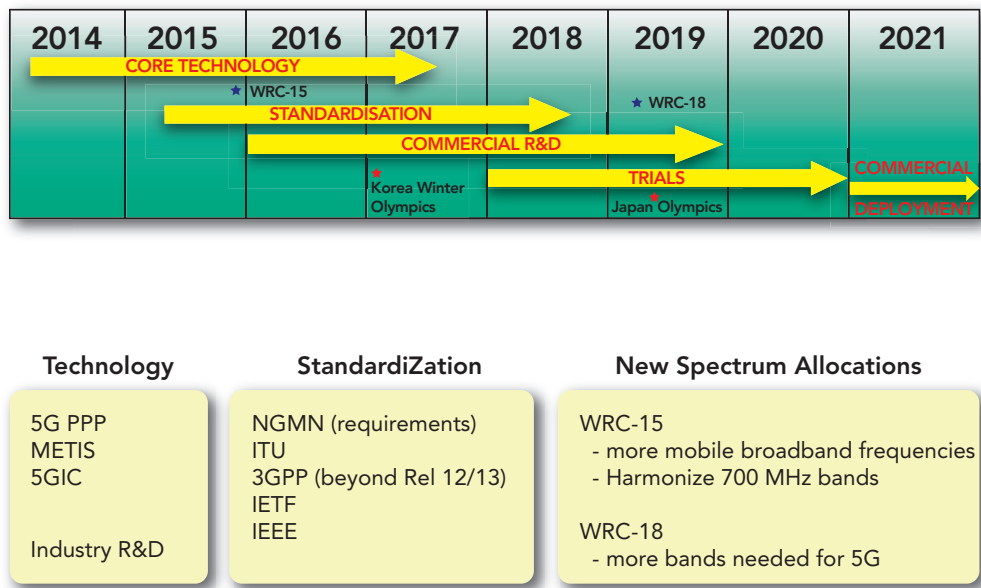 2014 2015 2016 2017 2018 2019 2020 2021
CORE TECHNOLOGY
WRC-15
WRC-18
STANDARDISATION
COMMERCIAL R&D
TRIALS
COMMERCIAL
DEPLOYMENT
Korea Winter
Olympics
Japan Olympics
Technology
5G PPP
METIS
5GIC
Industry R&D
StandardiZation
NGMN (requirements)
ITU
3GPP (beyond Rel 12/13)
IETF
IEEE
New Spectrum Allocations
WRC-15
- more mobile broadband frequencies
- Harmonize 700 MHz bands
WRC-18
- more bands needed for 5G